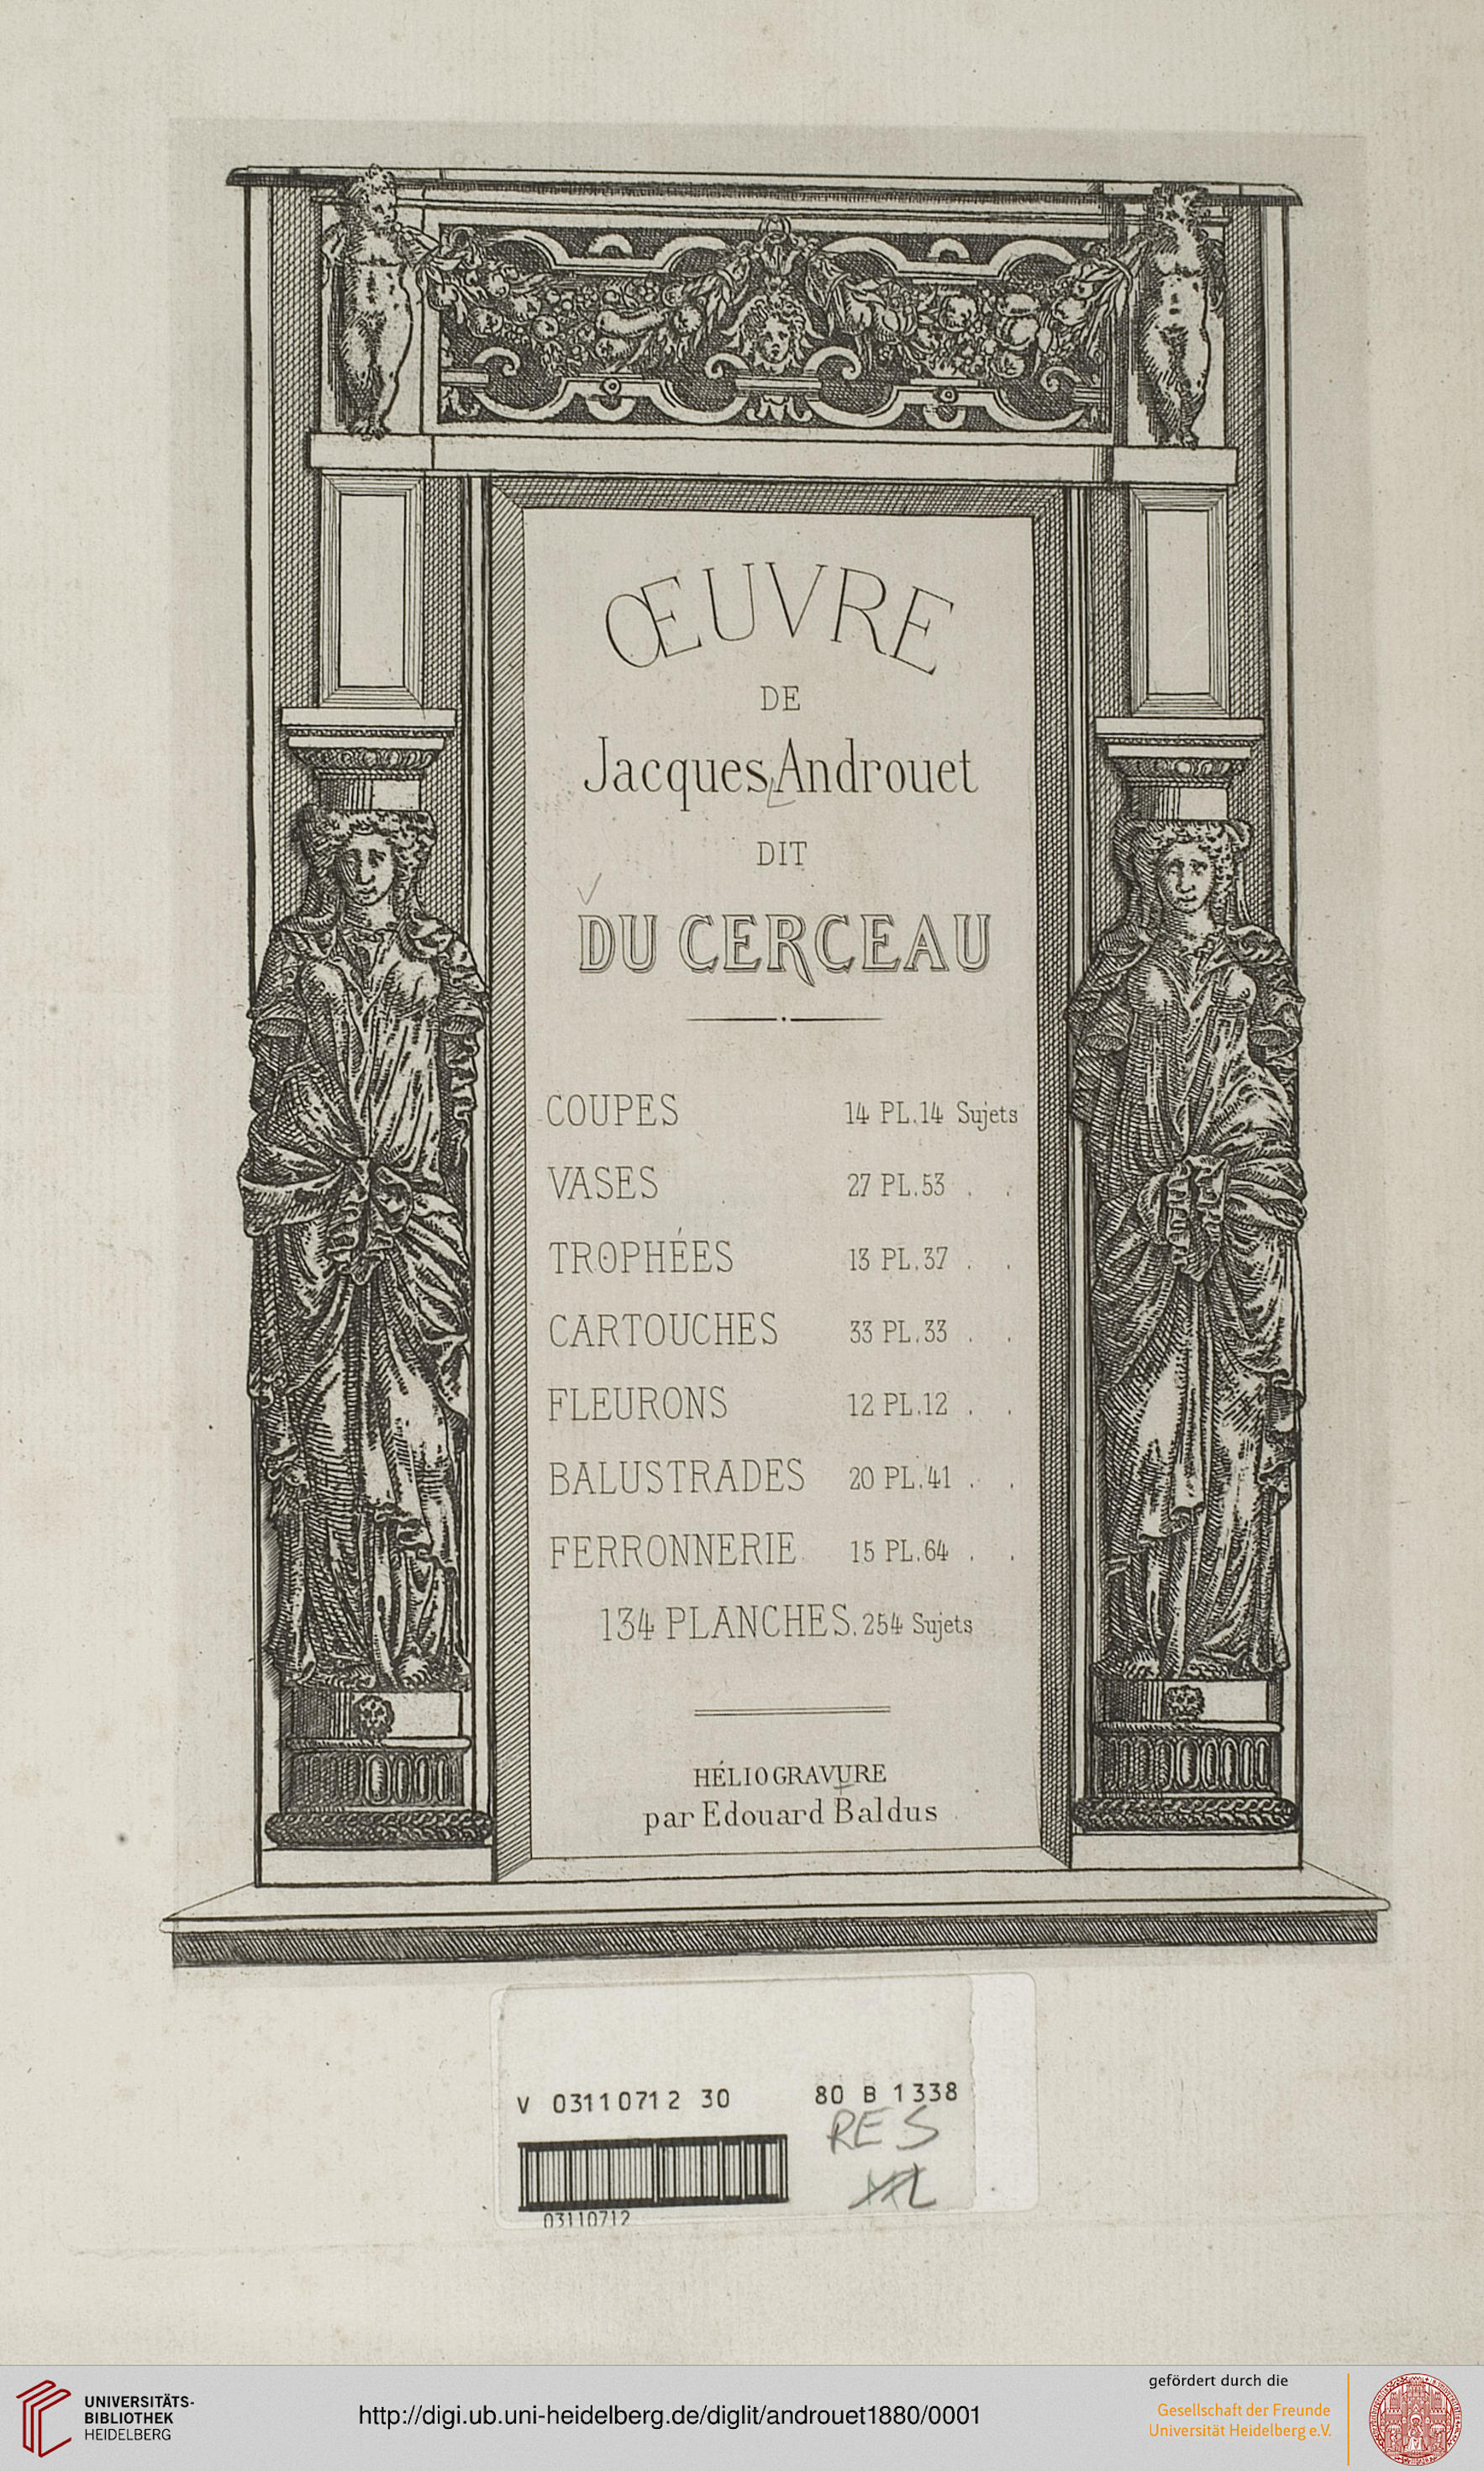 ŒUVRE
DE
Jacques Androuet
DIT
DU CERCEAU
COUPES 14 PL. 14 Sujets
VASES 27 PL. 53 . .
TROPHÉES 13 PL. 37 . .
CARTOUCHES 33 PL. 33 . .
FLEURONS 12 PL. 12 . .
BALUSTRADES 20 PL. 41 . .
FERRONNERIE 15 PL. 64 . .
134 PLANCHES. 254 Sujets
HÉLIOGRAVURE
par Edouard Baldus
V 03110712 30 80 B 1338
RES
03110712
UNIVERSITÄTS-
BIBLIOTHEK
HEIDELBERG
http://digi.ub.uni-heidelberg.de/diglit/androuet1880/0001
gefördert durch die
Gesellschaft der Freunde
Universität Heidelberg e.V.